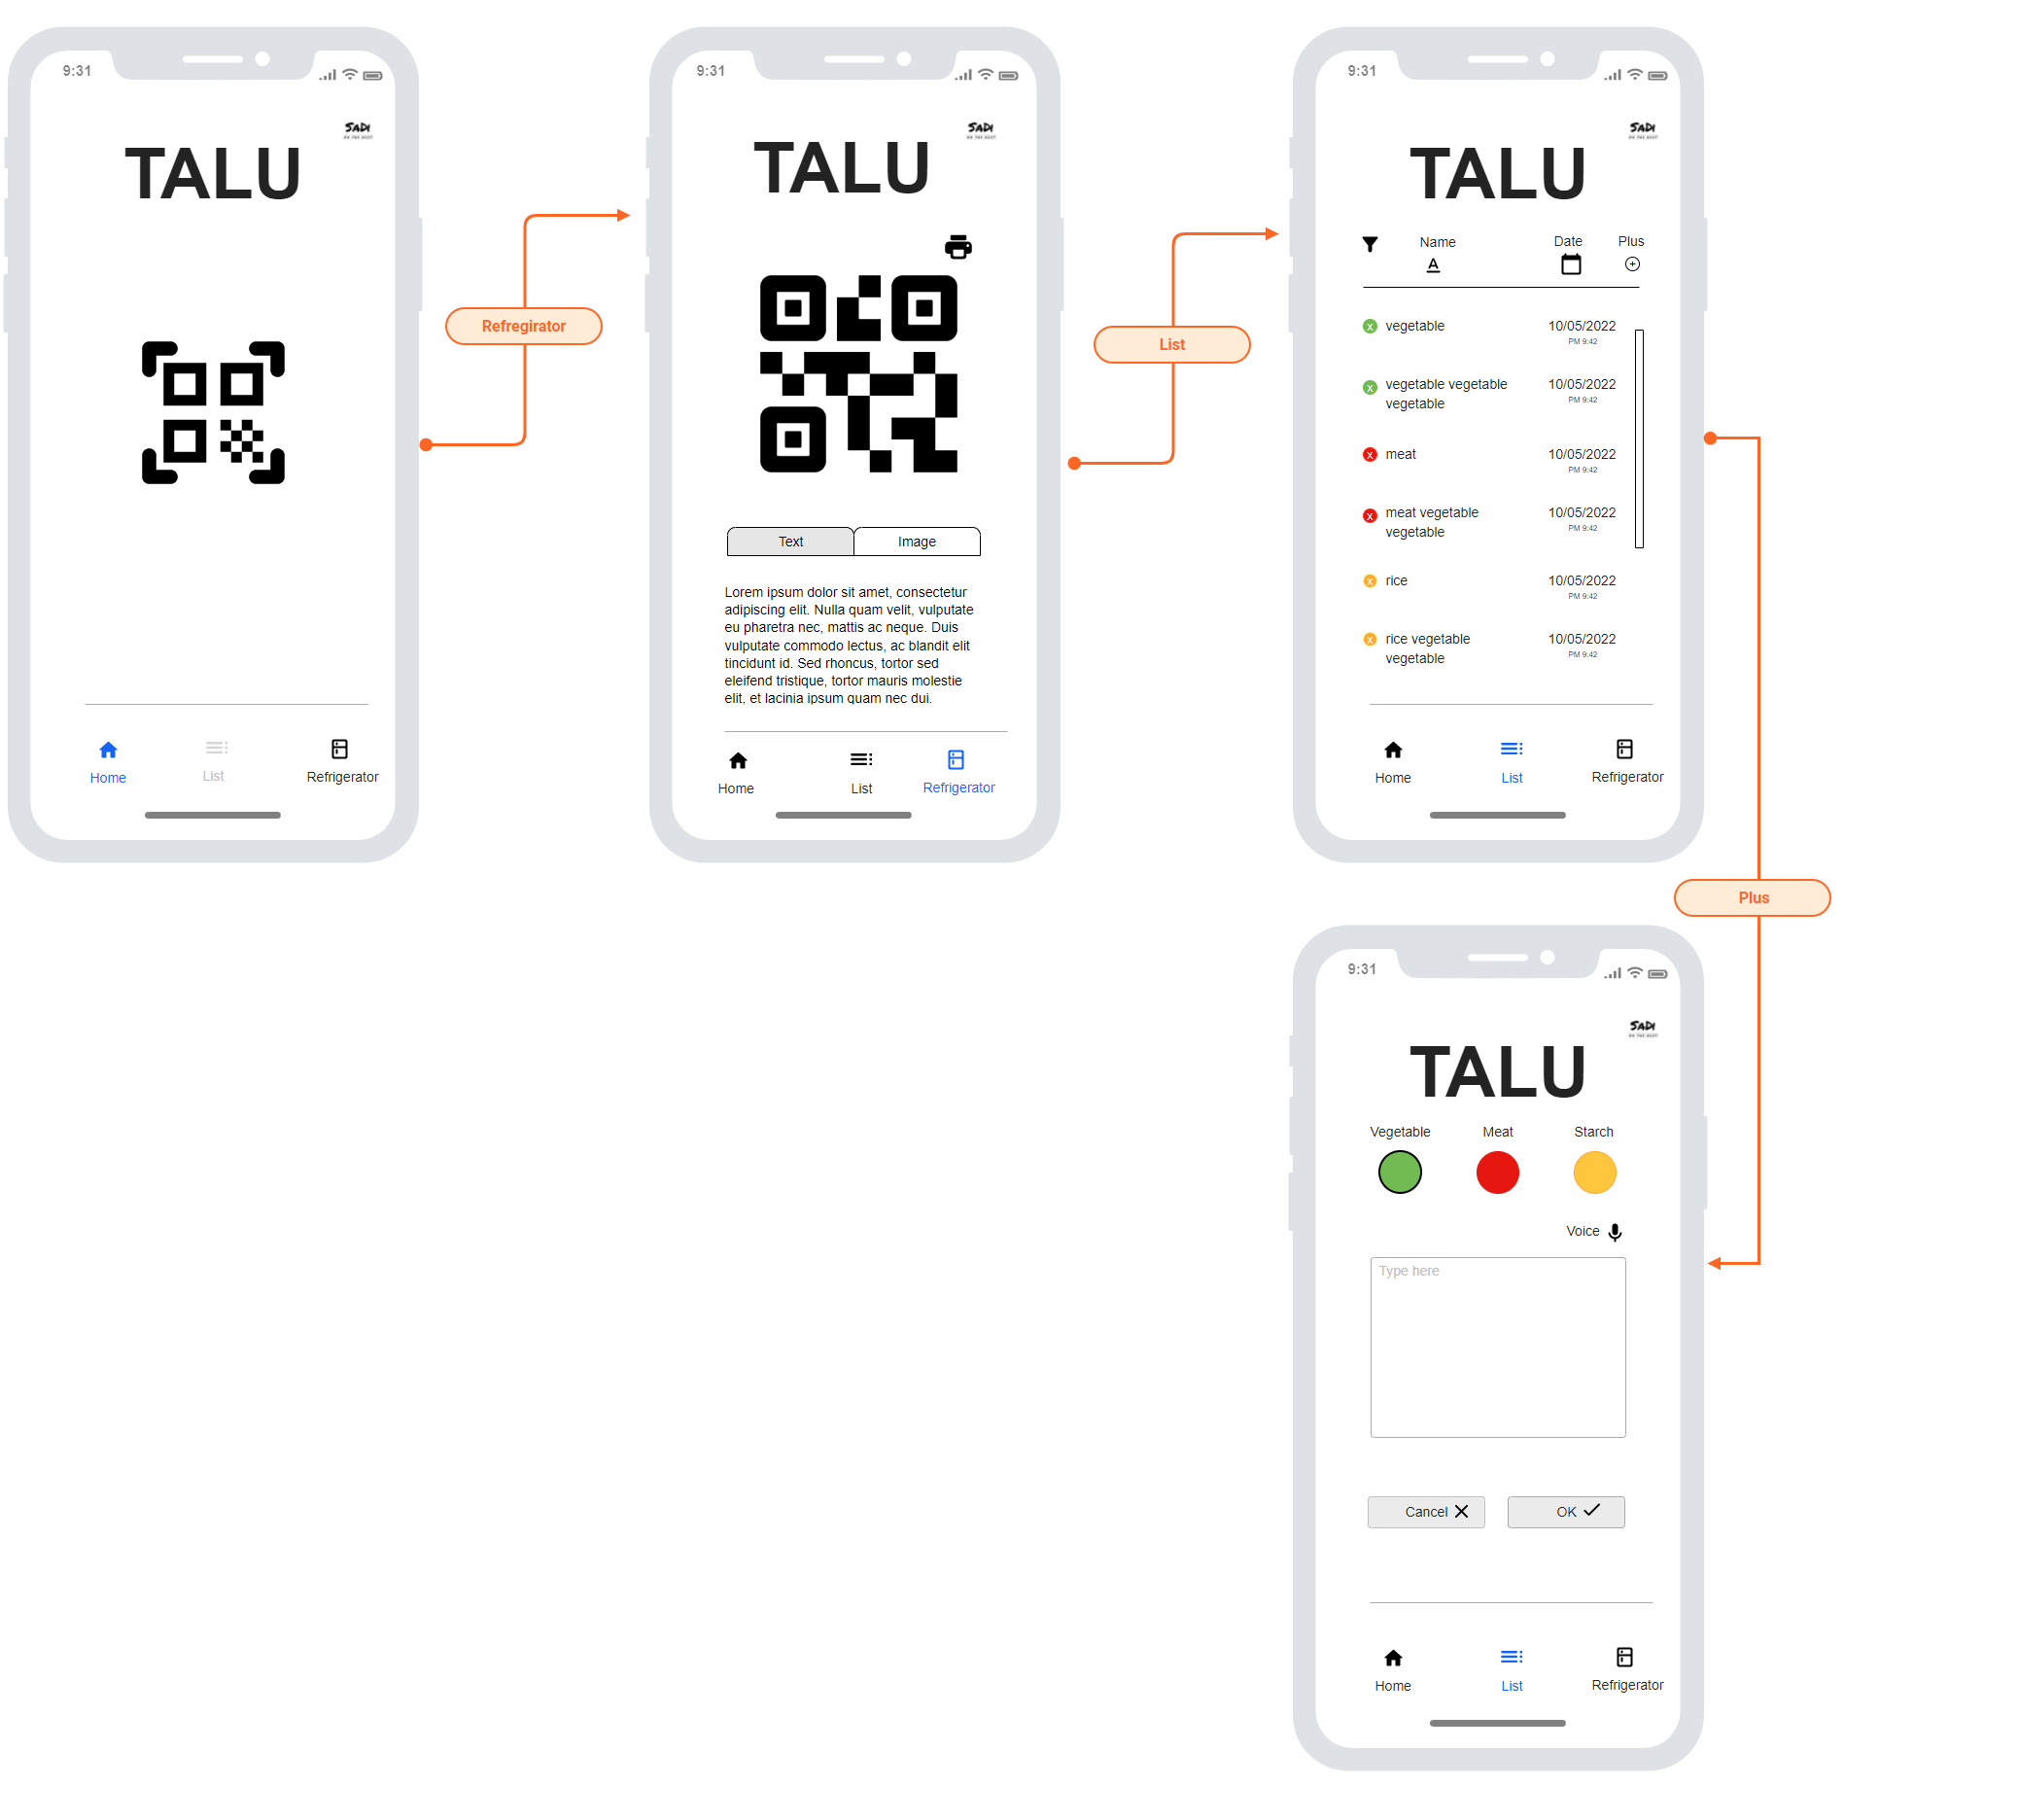 9:31
SADI
TALU
Home
List
Refrigerator
Refregirator
9:31
SADI
TALU
Text
Image
Lorem ipsum dolor sit amet, consectetur
adipiscing elit. Nulla quam velit, vulputate
eu pharetra nec, mattis ac neque. Duis
vulputate commodo lectus, ac blandit elit
tincidunt id. Sed rhoncus, tortor sed
eleifend tristique, tortor mauris molestie
elit, et lacinia ipsum quam nec dui.
Home
List
Refrigerator
List
9:31
SADI
TALU
Name
Date
Plus
A
x vegetable 10/05/2022
PM 9:42
x vegetable vegetable 10/05/2022
vegetable PM 9:42
x meat 10/05/2022
PM 9:42
x meat vegetable 10/05/2022
vegetable PM 9:42
x rice 10/05/2022
PM 9:42
x rice vegetable 10/05/2022
vegetable PM 9:42
Home
List
Refrigerator
Plus
9:31
SADI
TALU
Vegetable
Meat
Starch
Voice
Type here
Cancel
OK
Home
List
Refrigerator